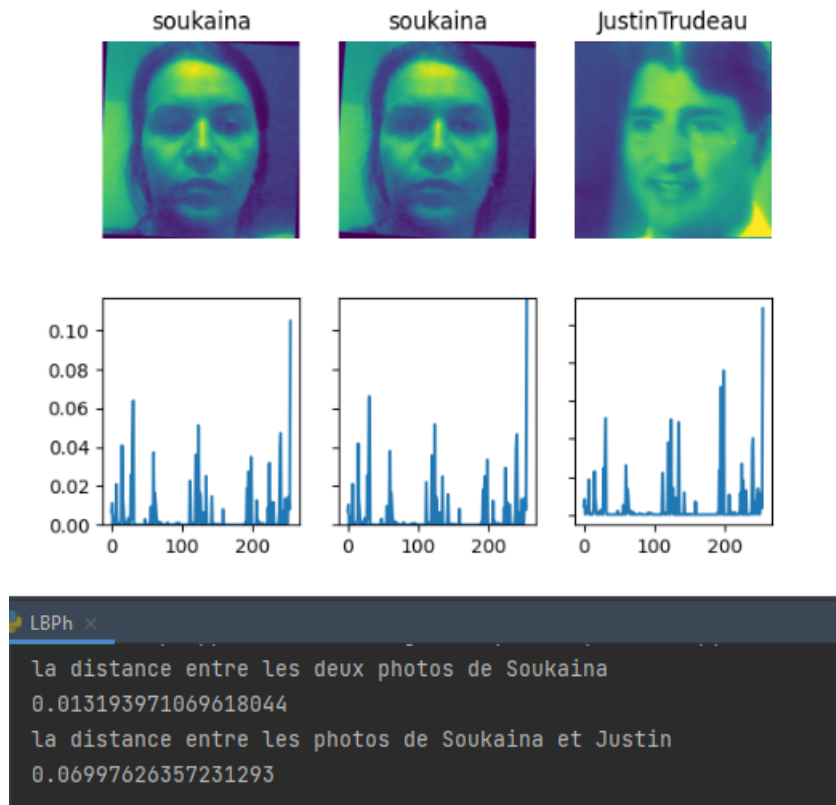 soukaina soukaina JustinTrudeau
0.10
0.08
0.06
0.04
0.02
0.00
0 100 200 0 100 200 0 100 200
LBPh ×
la distance entre les deux photos de Soukaina
0.013193971069618044
la distance entre les photos de Soukaina et Justin
0.06997626357231293